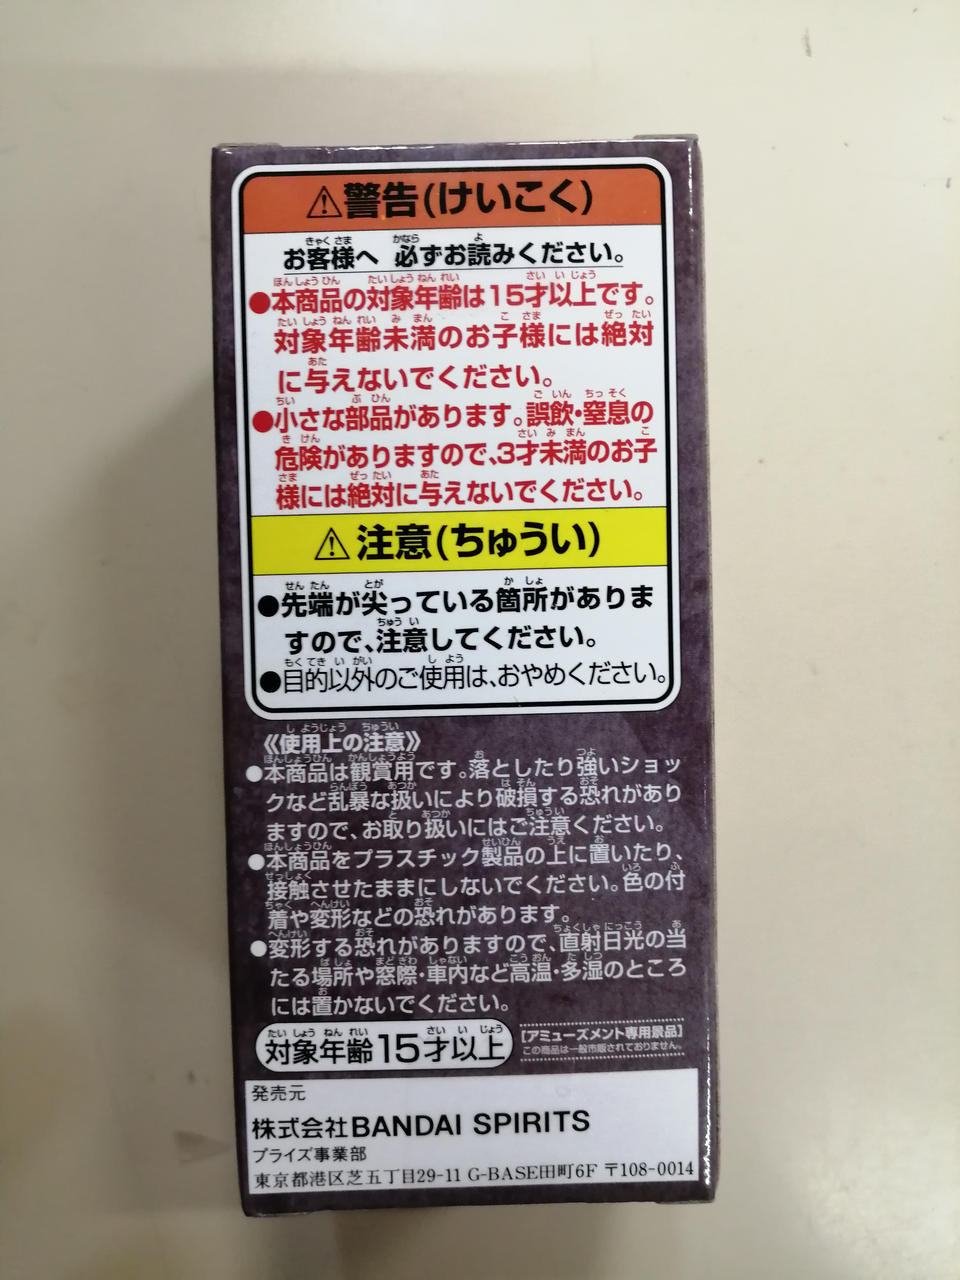 ⚠警告(けいこく)
お客様へ 必ずお読みください。
●本商品の対象年齢は15才以上です。
対象年齢未満のお子様には絶対
に与えないでください。
●小さな部品があります。誤飲・窒息の
危険がありますので、3才未満のお子
様には絶対に与えないでください。
⚠注意(ちゅうい)
●先端が尖っている箇所がありま
すので、注意してください。
●目的以外のご使用は、おやめください。
《使用上の注意》
●本商品は観賞用です。落としたり強いショッ
クなど乱暴な扱いにより破損する恐れがあり
ますので、お取り扱いにはご注意ください。
●本商品をプラスチック製品の上に置いたり、
接触させたままにしないでください。色の付
着や変形などの恐れがあります。
●変形する恐れがありますので、直射日光の当
たる場所や窓際・車内など高温・多湿のところ
には置かないでください。
対象年齢15才以上
[アミューズメント専用景品]
この商品は一般市販されておりません。
発売元
株式会社BANDAI SPIRITS
プライズ事業部
東京都港区芝五丁目29-11 G-BASE田町6F 〒108-0014